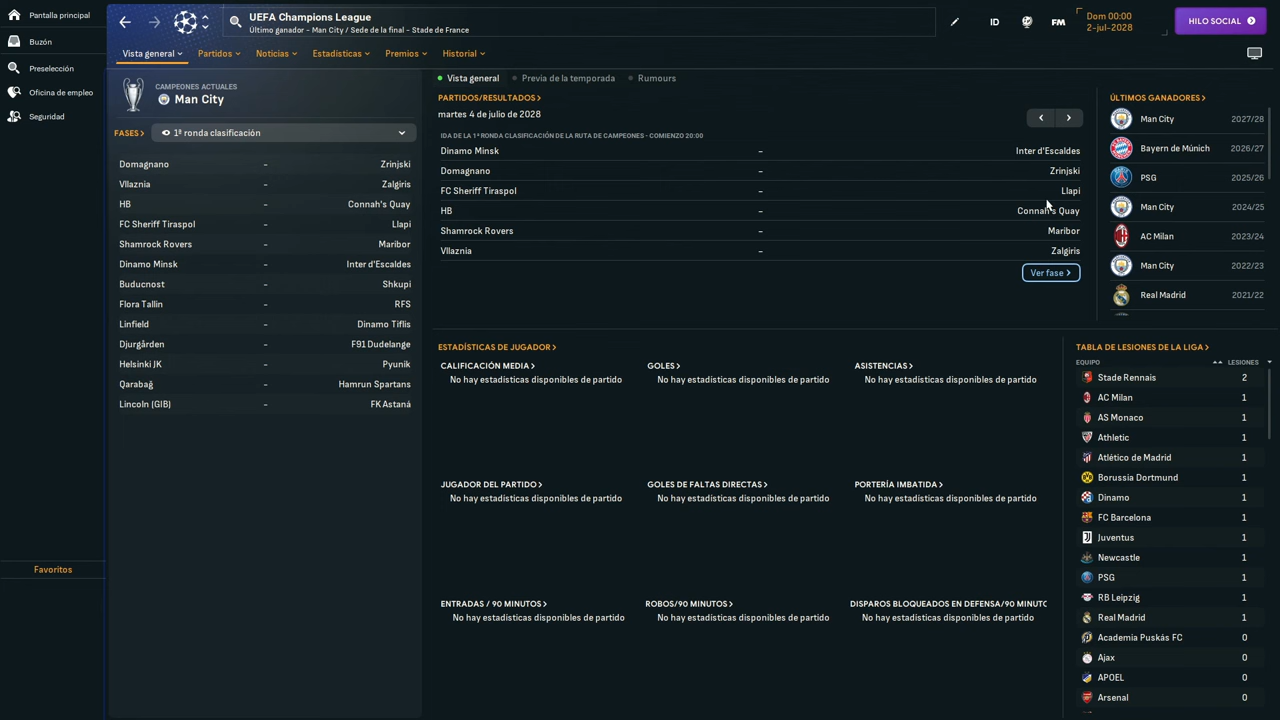 Pantalla principal
Buzón
Preselección
Oficina de empleo
Seguridad
Favoritos
UEFA Champions League
Último ganador - Man City / Sede de la final - Stade de France
ID
FM
Dom 00:00
2-jul-2028
HILO SOCIAL
Vista general
Partidos
Noticias
Estadísticas
Premios
Historial
CAMPEONES ACTUALES
Man City
FASES
1ª ronda clasificación
Domagnano - Zrinjski
Vllaznia - Zalgiris
HB - Connah's Quay
FC Sheriff Tiraspol - Llapi
Shamrock Rovers - Maribor
Dinamo Minsk - Inter d'Escaldes
Buducnost - Shkupi
Flora Tallin - RFS
Linfield - Dinamo Tiflis
Djurgården - F91 Dudelange
Helsinki JK - Pyunik
Qarabağ - Hamrun Spartans
Lincoln (GIB) - FK Astaná
Vista general
Previa de la temporada
Rumours
PARTIDOS/RESULTADOS
martes 4 de julio de 2028
IDA DE LA 1ª RONDA CLASIFICACIÓN DE LA RUTA DE CAMPEONES - COMIENZO 20:00
Dinamo Minsk – Inter d'Escaldes
Domagnano – Zrinjski
FC Sheriff Tiraspol – Llapi
HB – Connah's Quay
Shamrock Rovers – Maribor
Vllaznia – Zalgiris
Ver fase
ÚLTIMOS GANADORES
Man City 2027/28
Bayern de Múnich 2026/27
PSG 2025/26
Man City 2024/25
AC Milan 2023/24
Man City 2022/23
Real Madrid 2021/22
ESTADÍSTICAS DE JUGADOR
CALIFICACIÓN MEDIA
No hay estadísticas disponibles de partido
GOLES
No hay estadísticas disponibles de partido
ASISTENCIAS
No hay estadísticas disponibles de partido
JUGADOR DEL PARTIDO
No hay estadísticas disponibles de partido
GOLES DE FALTAS DIRECTAS
No hay estadísticas disponibles de partido
PORTERÍA IMBATIDA
No hay estadísticas disponibles de partido
ENTRADAS / 90 MINUTOS
No hay estadísticas disponibles de partido
ROBOS/90 MINUTOS
No hay estadísticas disponibles de partido
DISPAROS BLOQUEADOS EN DEFENSA/90 MINUTO
No hay estadísticas disponibles de partido
TABLA DE LESIONES DE LA LIGA
EQUIPO LESIONES
Stade Rennais 2
AC Milan 1
AS Monaco 1
Athletic 1
Atlético de Madrid 1
Borussia Dortmund 1
Dinamo 1
FC Barcelona 1
Juventus 1
Newcastle 1
PSG 1
RB Leipzig 1
Real Madrid 1
Academia Puskás FC 0
Ajax 0
APOEL 0
Arsenal 0